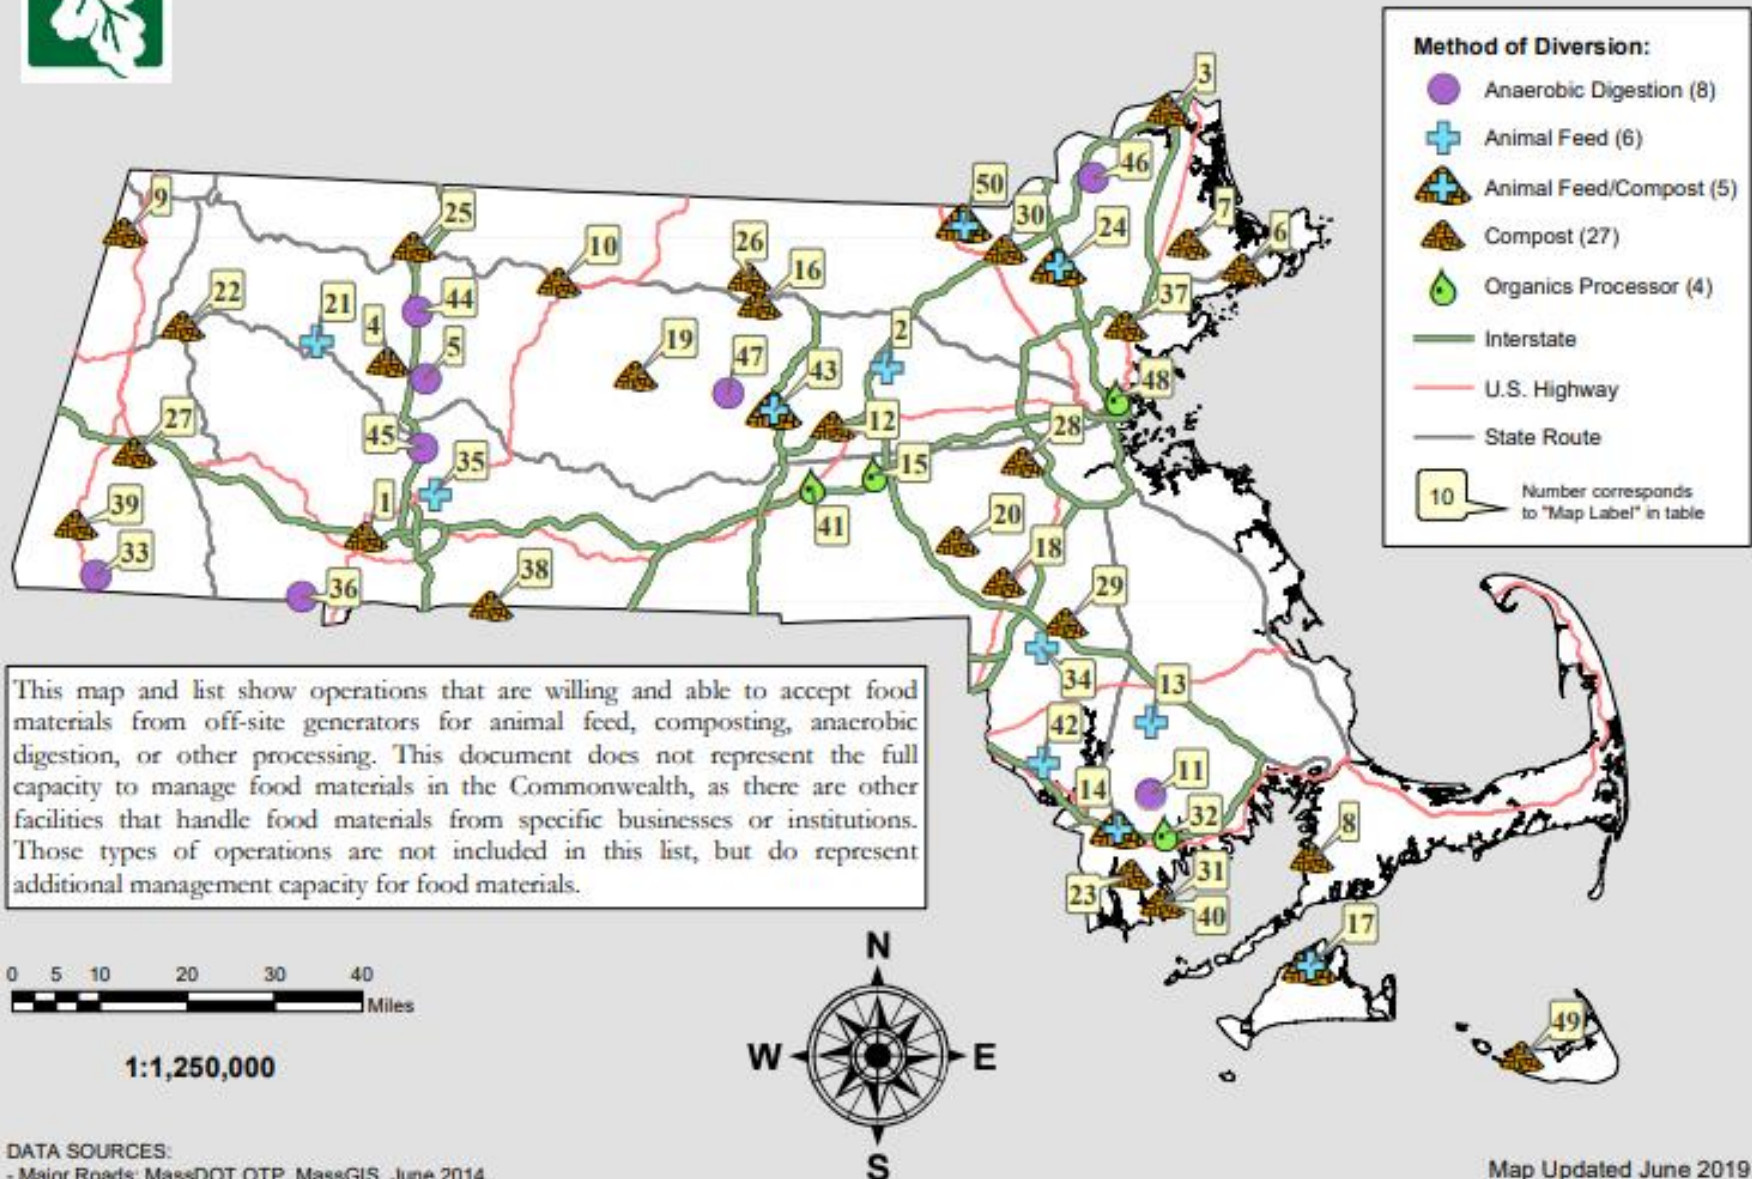 Method of Diversion:
Anaerobic Digestion (8)
Animal Feed (6)
Animal Feed/Compost (5)
Compost (27)
Organics Processor (4)
Interstate
U.S. Highway
State Route
10
Number corresponds
to "Map Label" in table
3
46
50
9
25
30
7
24
6
10
26
16
22
21
44
37
4
2
5
19
47
43
48
27
12
28
45
35
15
39
1
41
20
33
18
36
38
29
34
13
42
11
14
32
8
31
23
40
17
49
This map and list show operations that are willing and able to accept food
materials from off-site generators for animal feed, composting, anaerobic
digestion, or other processing. This document does not represent the full
capacity to manage food materials in the Commonwealth, as there are other
facilities that handle food materials from specific businesses or institutions.
Those types of operations are not included in this list, but do represent
additional management capacity for food materials.
0 5 10 20 30 40
Miles
1:1,250,000
N
W E
S
DATA SOURCES:
- Major Roads: MassDOT OTP, MassGIS, June 2014
Map Updated June 2019